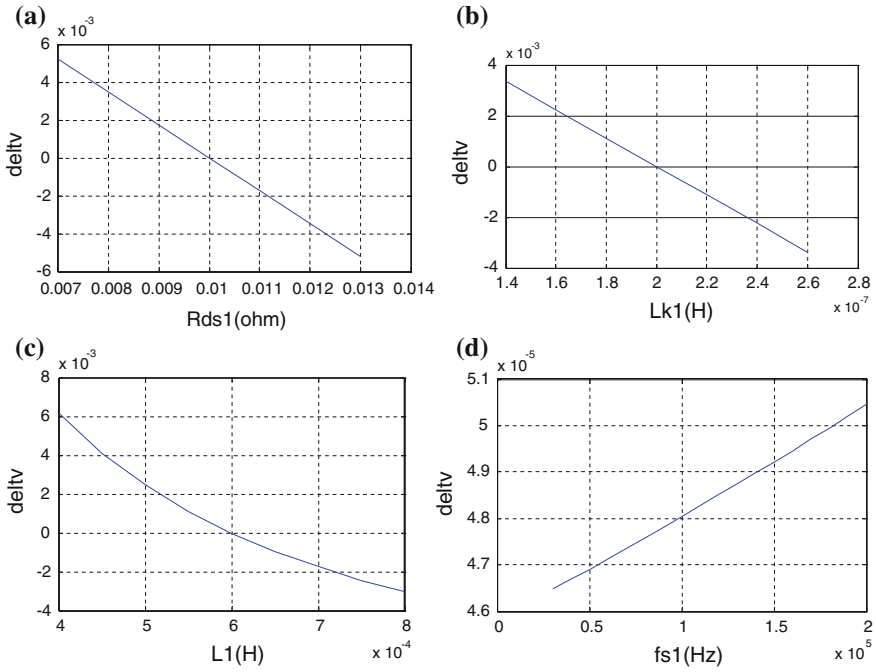 (a)
x 10-3
6
4
2
0
-2
-4
-6
deltv
0.007 0.008 0.009 0.01 0.011 0.012 0.013 0.014
Rds1(ohm)
(b)
x 10-3
4
2
0
-2
-4
deltv
1.4 1.6 1.8 2 2.2 2.4 2.6 2.8
Lk1(H)
x 10-7
(c)
x 10-3
8
6
4
2
0
-2
-4
deltv
4 5 6 7 8
L1(H)
x 10-4
(d)
x 10-5
5.1
5
4.9
4.8
4.7
4.6
deltv
0 0.5 1 1.5 2
fs1(Hz)
x 105